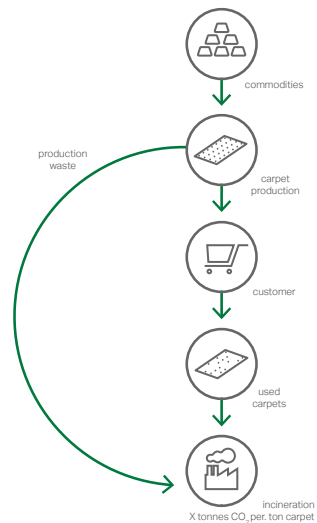 commodities
production
waste
carpet
production
customer
used
carpets
incineration
X tonnes CO₂ per. ton carpet